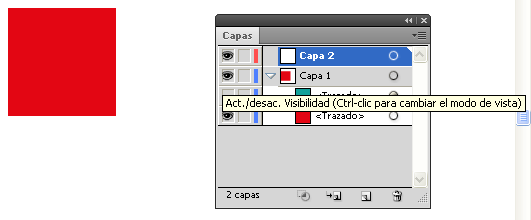 Capas
Capa 2
Capa 1
<Trazado>
Act./desac. Visibilidad (Ctrl-clic para cambiar el modo de vista)
<Trazado>
2 capas